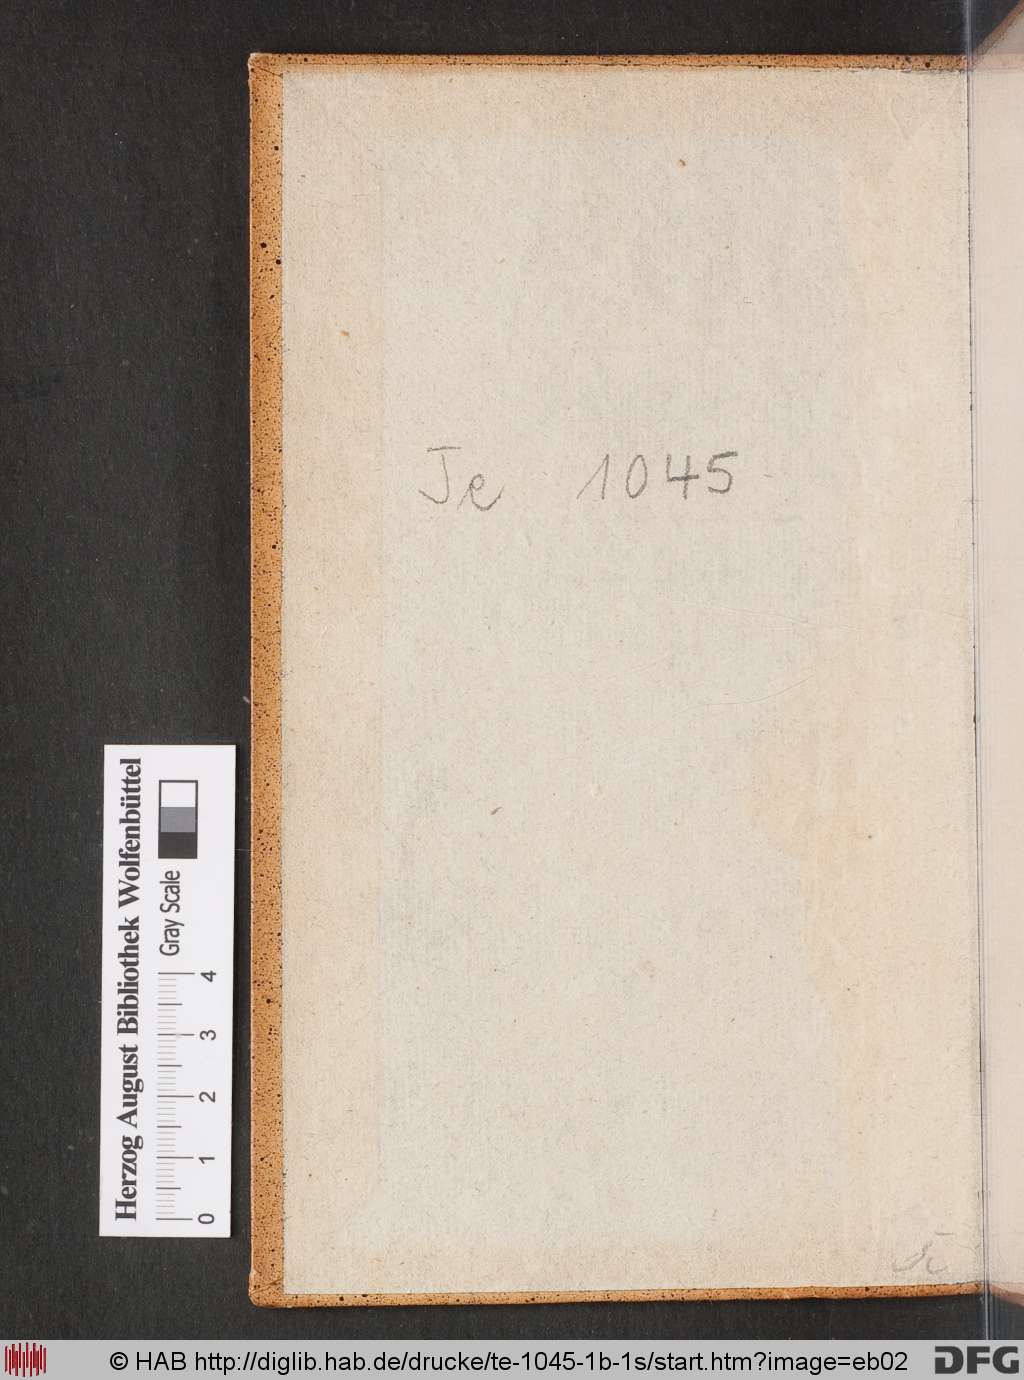 Je 1045
Herzog August Bibliothek Wolfenbüttel
Gray Scale
0 1 2 3 4
© HAB http://diglib.hab.de/drucke/te-1045-1b-1s/start.htm?image=eb02
DFG